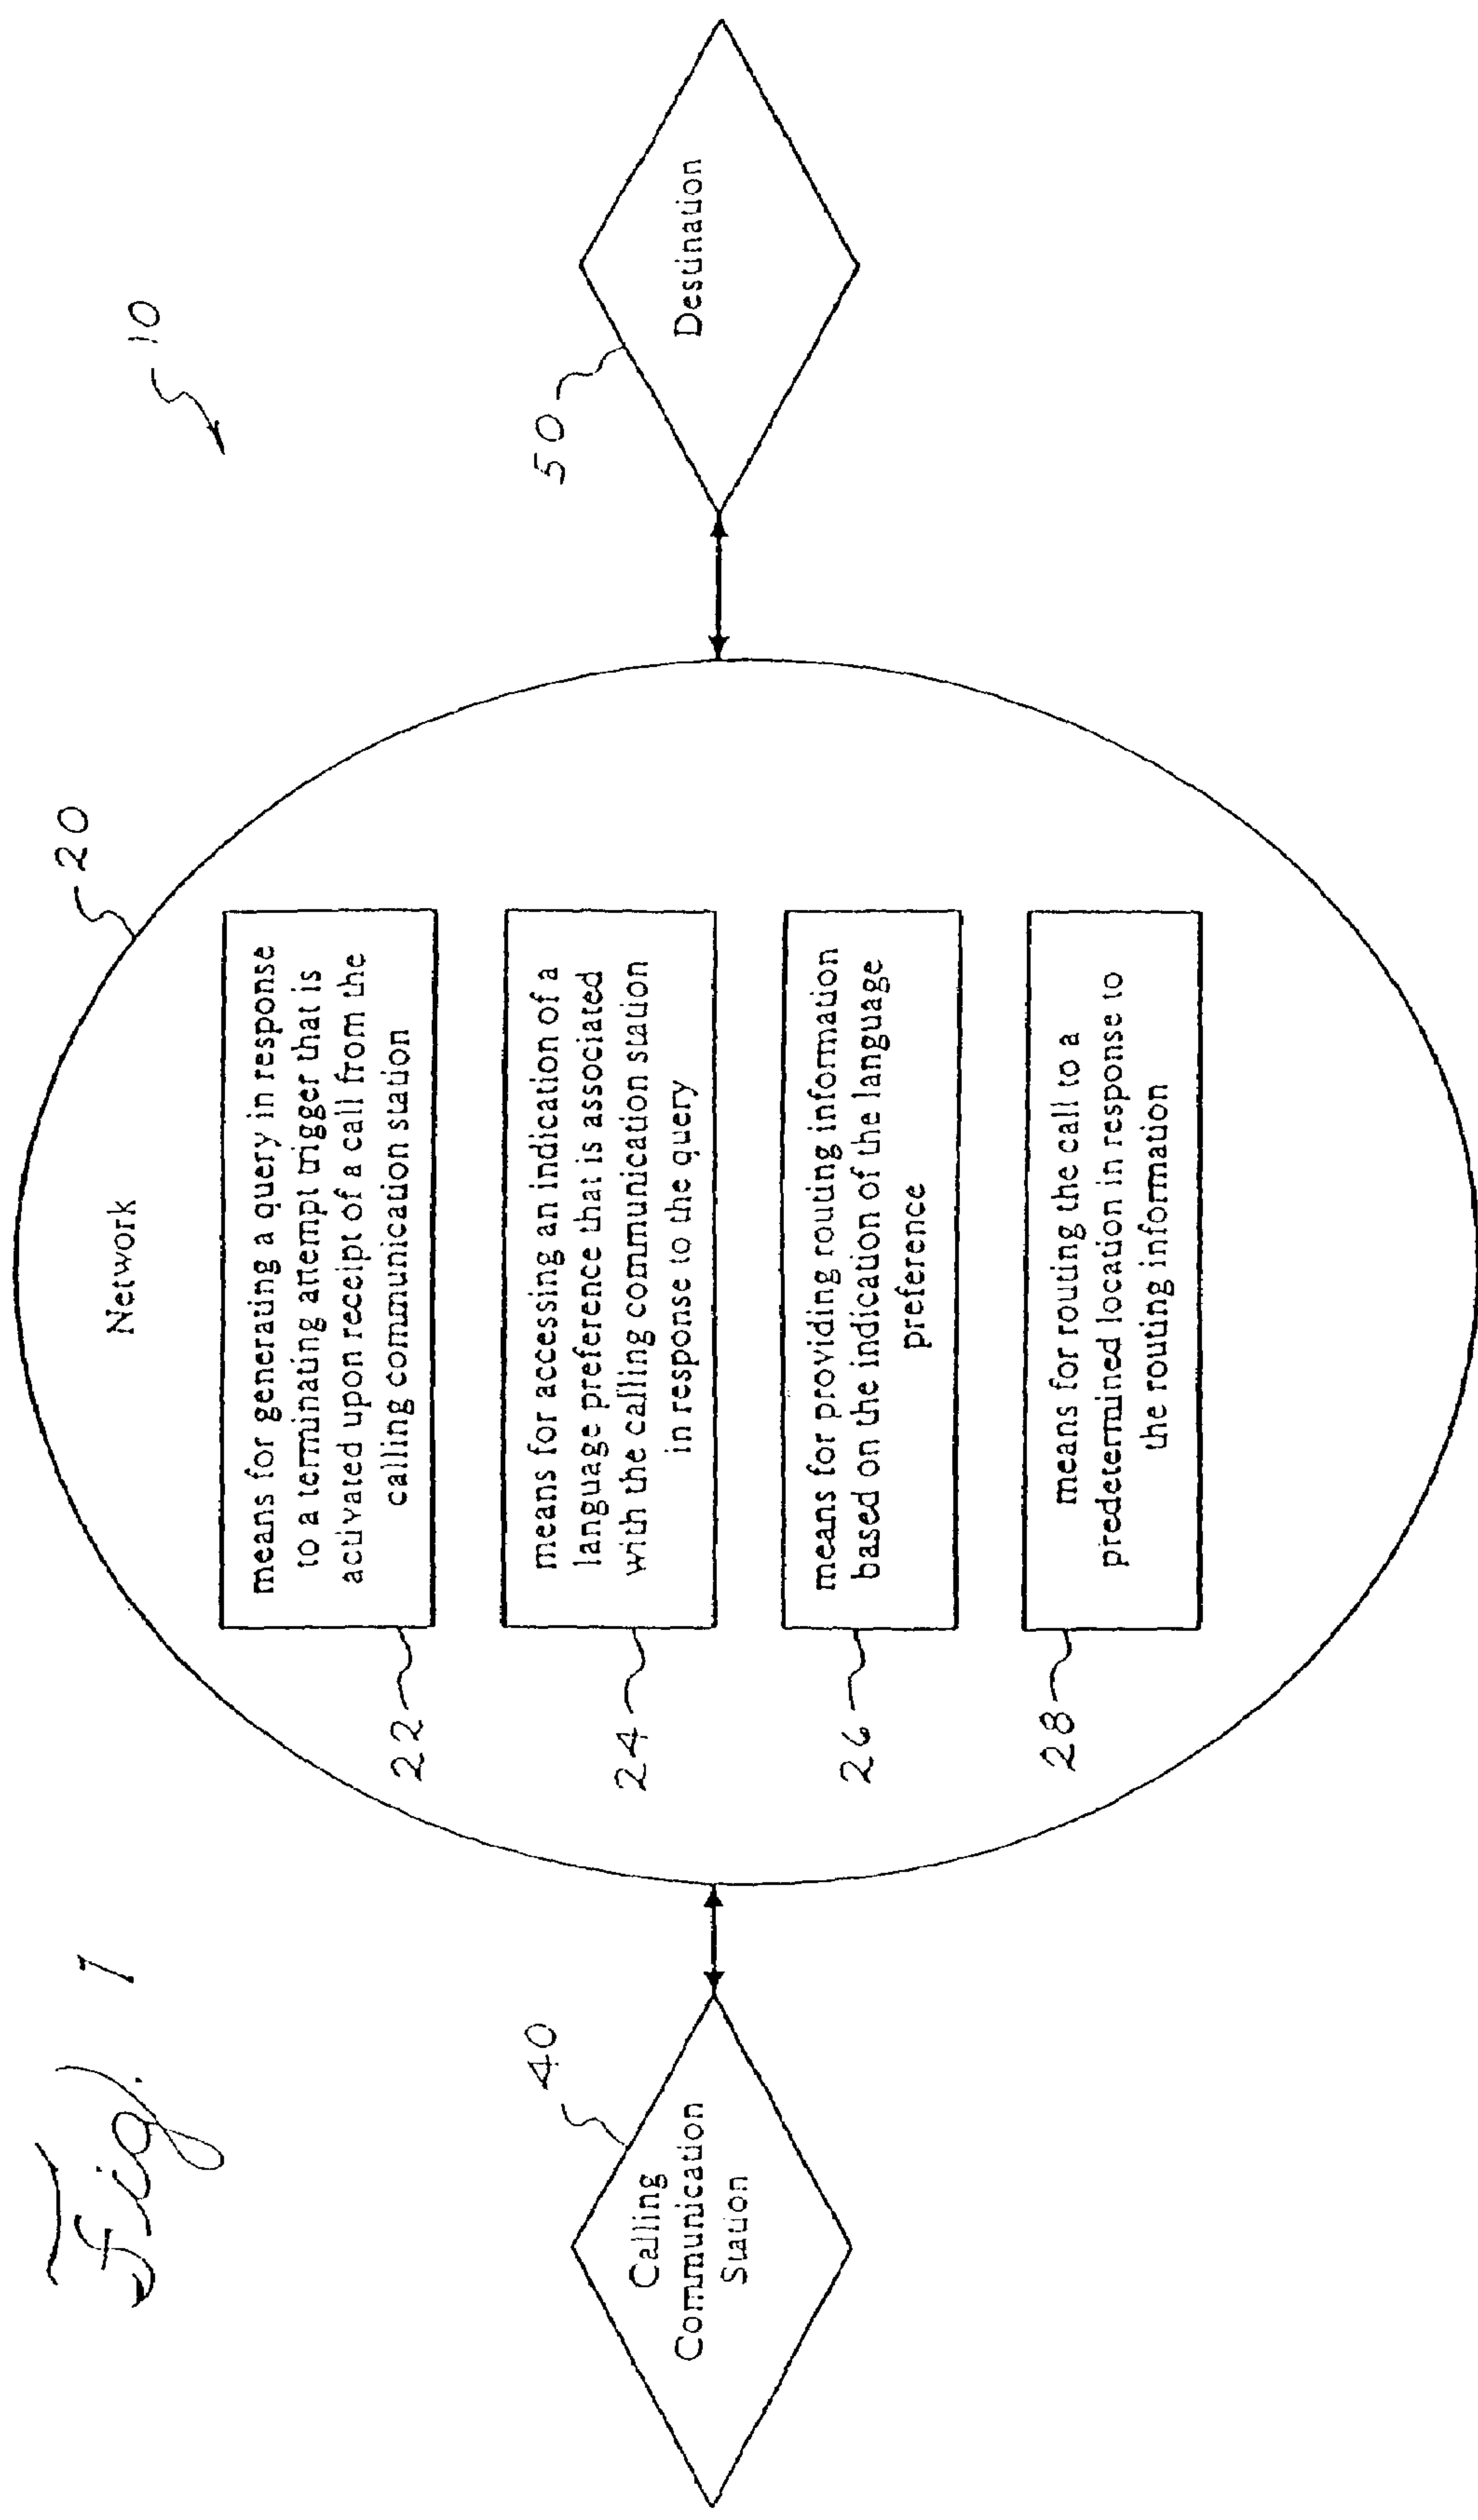 Fig. 1
10
20
Network
22
means for generating a query in response
to a terminating attempt trigger that is
activated upon receipt of a call from the
calling communication station
24
means for accessing an indication of a
language preference that is associated
with the calling communication station
in response to the query
26
means for providing routing information
based on the indication of the language
preference
28
means for routing the call to a
predetermined location in response to
the routing information
40
Calling
Communication
Station
50
Destination